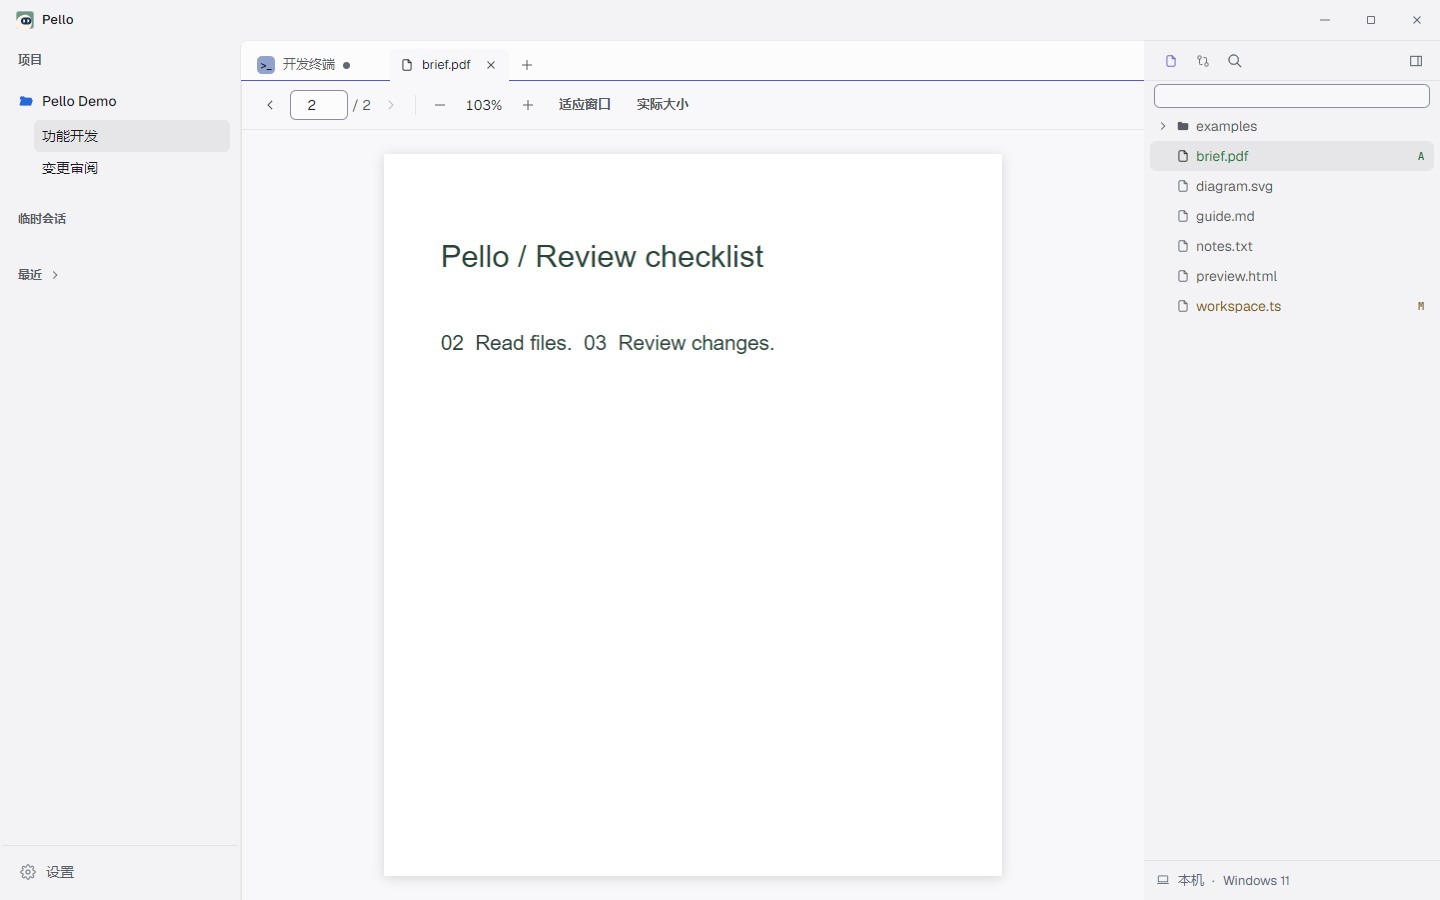 Pello
项目
Pello Demo
功能开发
变更审阅
临时会话
最近
设置
>_ 开发终端
brief.pdf
2 / 2
103%
适应窗口
实际大小
Pello / Review checklist
02 Read files. 03 Review changes.
examples
brief.pdf A
diagram.svg
guide.md
notes.txt
preview.html
workspace.ts M
本机 · Windows 11